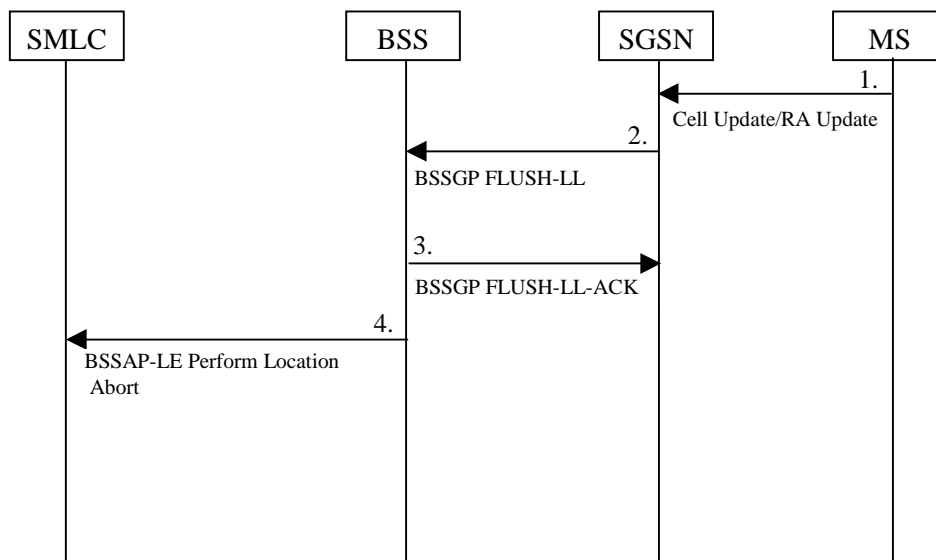 SMLC
BSS
SGSN
MS
1.
Cell Update/RA Update
2.
BSSGP FLUSH-LL
3.
BSSGP FLUSH-LL-ACK
4.
BSSAP-LE Perform Location
Abort